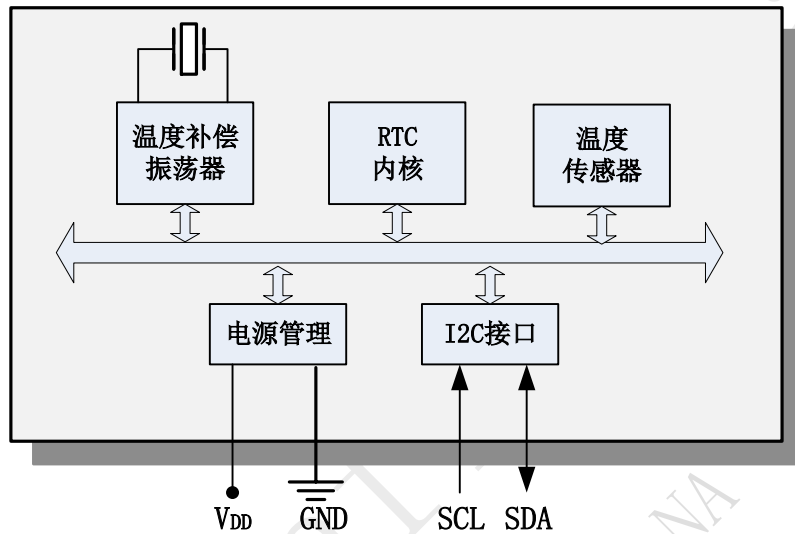 温度补偿
振荡器
RTC
内核
温度
传感器
电源管理
I2C接口
VDD
GND
SCL
SDA